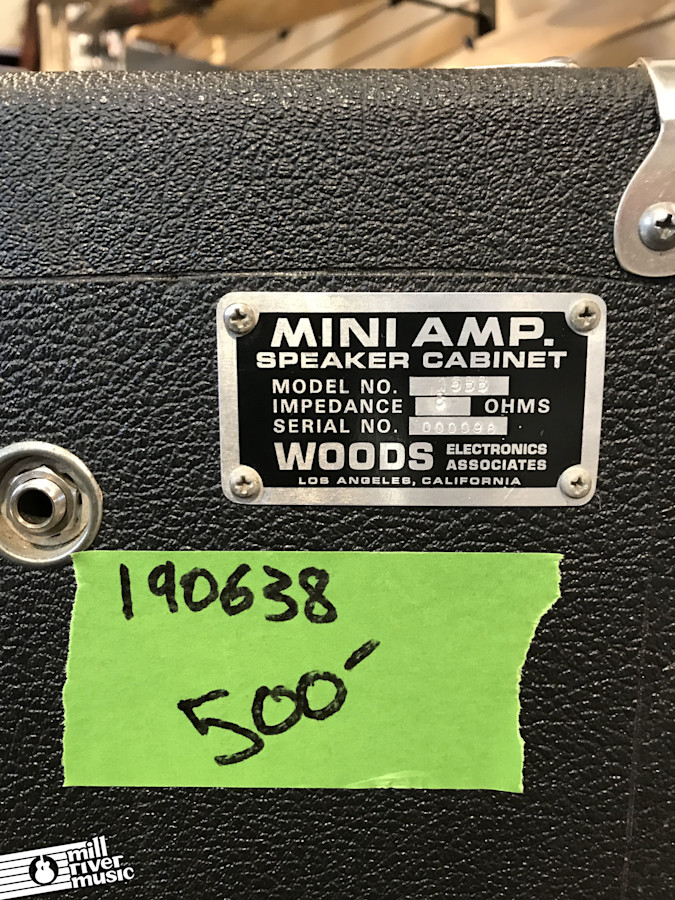 MINI AMP.
SPEAKER CABINET
MODEL NO.
IMPEDANCE OHMS
SERIAL NO. 000098
WOODS ELECTRONICS ASSOCIATES
LOS ANGELES, CALIFORNIA
190638
500-
mill
river
music